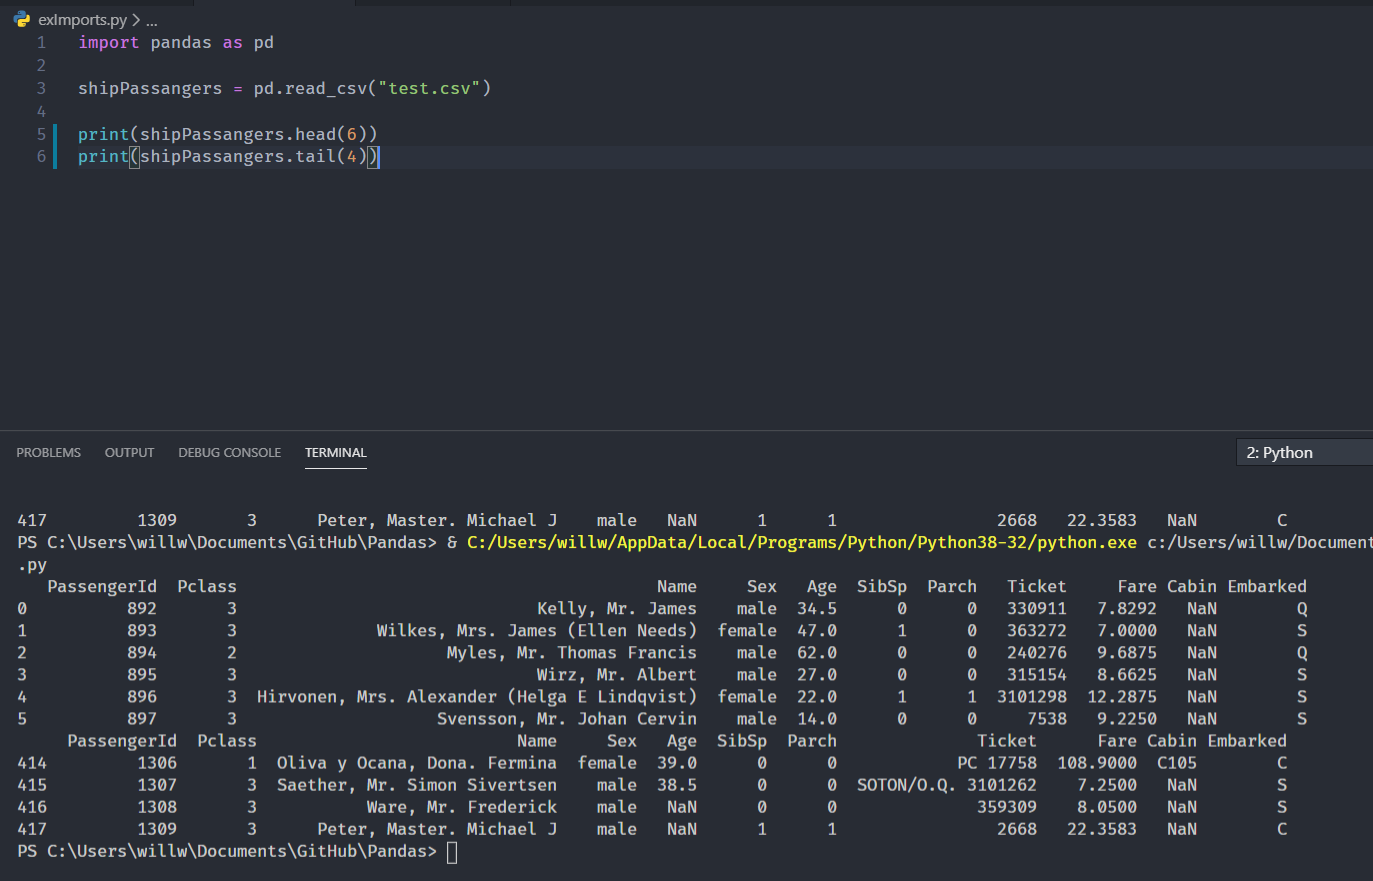 exImports.py > ...
1 import pandas as pd
2
3 shipPassangers = pd.read_csv("test.csv")
4
5 print(shipPassangers.head(6))
6 print(shipPassangers.tail(4))
PROBLEMS OUTPUT DEBUG CONSOLE TERMINAL 2: Python
417 1309 3 Peter, Master. Michael J male NaN 1 1 2668 22.3583 NaN C
PS C:\Users\willw\Documents\GitHub\Pandas> & C:/Users/willw/AppData/Local/Programs/Python/Python38-32/python.exe c:/Users/willw/Document
.py
PassengerId Pclass Name Sex Age SibSp Parch Ticket Fare Cabin Embarked
0 892 3 Kelly, Mr. James male 34.5 0 0 330911 7.8292 NaN Q
1 893 3 Wilkes, Mrs. James (Ellen Needs) female 47.0 1 0 363272 7.0000 NaN S
2 894 2 Myles, Mr. Thomas Francis male 62.0 0 0 240276 9.6875 NaN Q
3 895 3 Wirz, Mr. Albert male 27.0 0 0 315154 8.6625 NaN S
4 896 3 Hirvonen, Mrs. Alexander (Helga E Lindqvist) female 22.0 1 1 3101298 12.2875 NaN S
5 897 3 Svensson, Mr. Johan Cervin male 14.0 0 0 7538 9.2250 NaN S
PassengerId Pclass Name Sex Age SibSp Parch Ticket Fare Cabin Embarked
414 1306 1 Oliva y Ocana, Dona. Fermina female 39.0 0 0 PC 17758 108.9000 C105 C
415 1307 3 Saether, Mr. Simon Sivertsen male 38.5 0 0 SOTON/O.Q. 3101262 7.2500 NaN S
416 1308 3 Ware, Mr. Frederick male NaN 0 0 359309 8.0500 NaN S
417 1309 3 Peter, Master. Michael J male NaN 1 1 2668 22.3583 NaN C
PS C:\Users\willw\Documents\GitHub\Pandas>